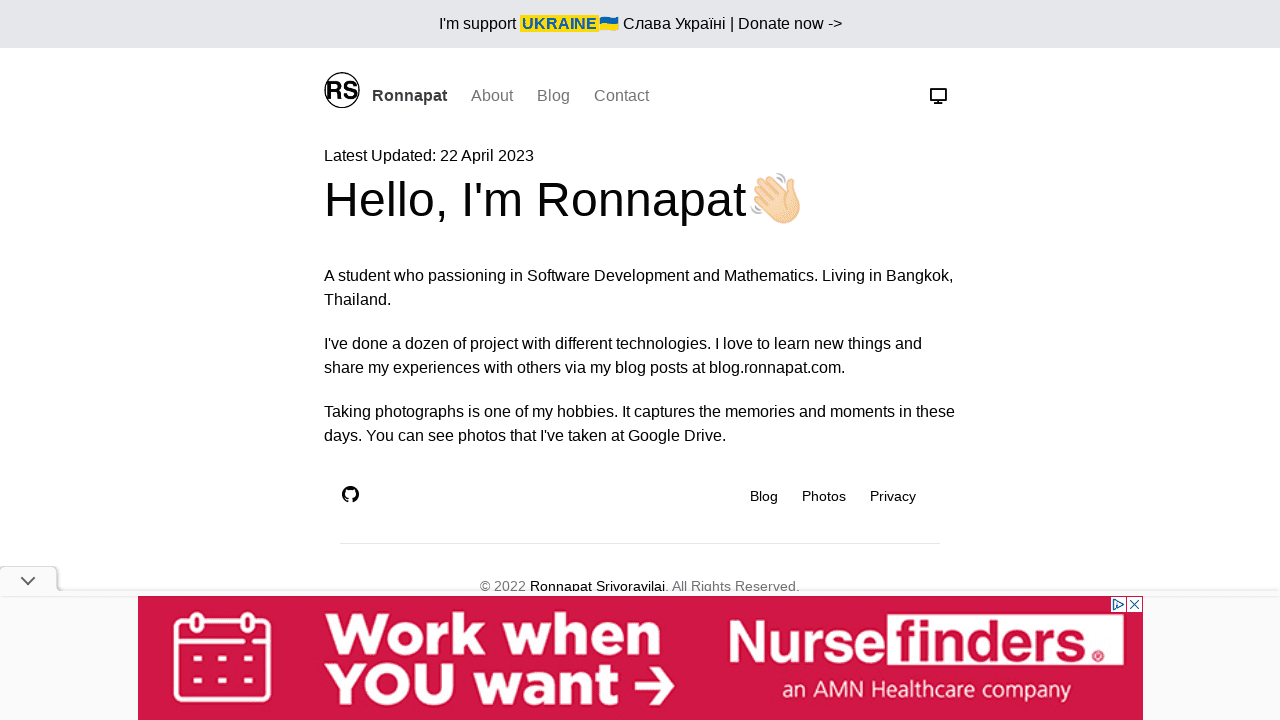 I'm support UKRAINE🇺🇦 Слава Україні | Donate now ->
RS Ronnapat About Blog Contact
Latest Updated: 22 April 2023
Hello, I'm Ronnapat👋🏻
A student who passioning in Software Development and Mathematics. Living in Bangkok,
Thailand.
I've done a dozen of project with different technologies. I love to learn new things and
share my experiences with others via my blog posts at blog.ronnapat.com.
Taking photographs is one of my hobbies. It captures the memories and moments in these
days. You can see photos that I've taken at Google Drive.
Blog Photos Privacy
© 2022 Ronnapat Srivoravilai. All Rights Reserved.
Work when
YOU want →
Nursefinders®
an AMN Healthcare company